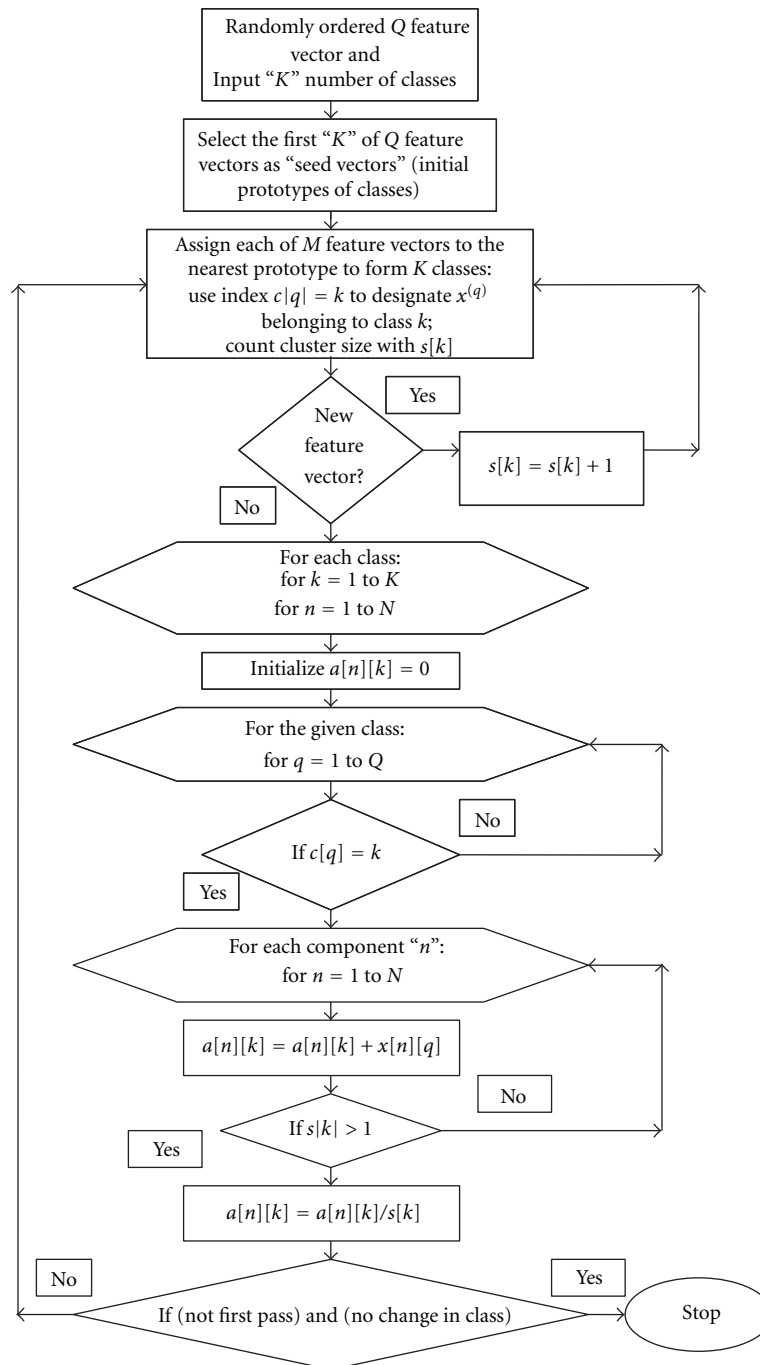 Randomly ordered Q feature
vector and
Input “K” number of classes
Select the first “K” of Q feature
vectors as “seed vectors” (initial
prototypes of classes)
Assign each of M feature vectors to the
nearest prototype to form K classes:
use index c|q| = k to designate x^(q)
belonging to class k;
count cluster size with s[k]
Yes
New
feature
vector?
s[k] = s[k] + 1
No
For each class:
for k = 1 to K
for n = 1 to N
Initialize a[n][k] = 0
For the given class:
for q = 1 to Q
No
If c[q] = k
Yes
For each component “n”:
for n = 1 to N
a[n][k] = a[n][k] + x[n][q]
No
If s|k| > 1
Yes
a[n][k] = a[n][k]/s[k]
No
Yes
If (not first pass) and (no change in class)
Stop